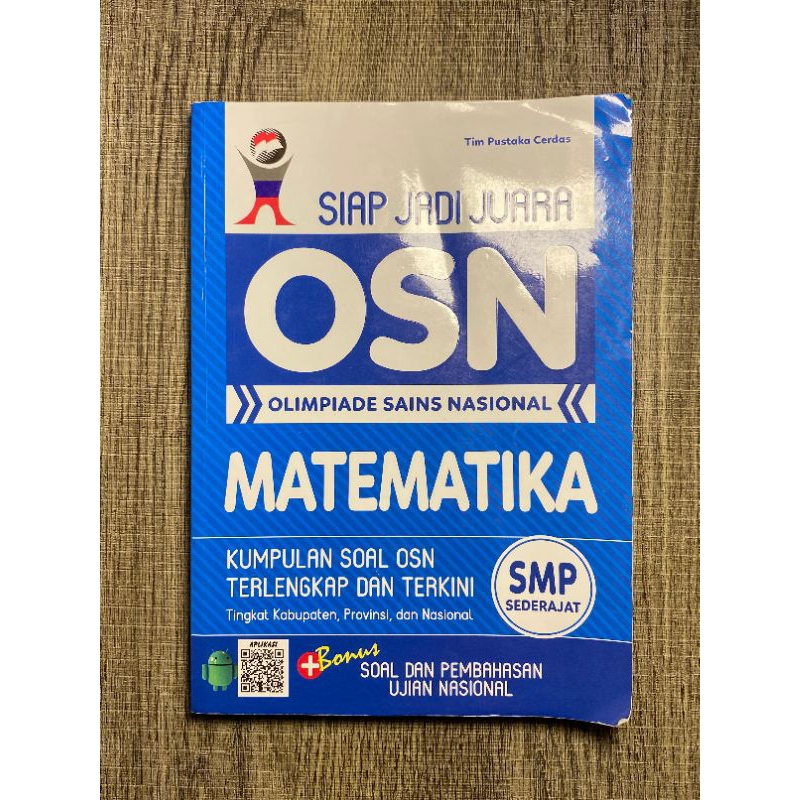 Tim Pustaka Cerdas
SIAP JADI JUARA
OSN
OLIMPIADE SAINS NASIONAL
MATEMATIKA
KUMPULAN SOAL OSN
TERLENGKAP DAN TERKINI
Tingkat Kabupaten, Provinsi, dan Nasional
SMP
SEDERAJAT
APLIKASI
+Bonus
SOAL DAN PEMBAHASAN
UJIAN NASIONAL